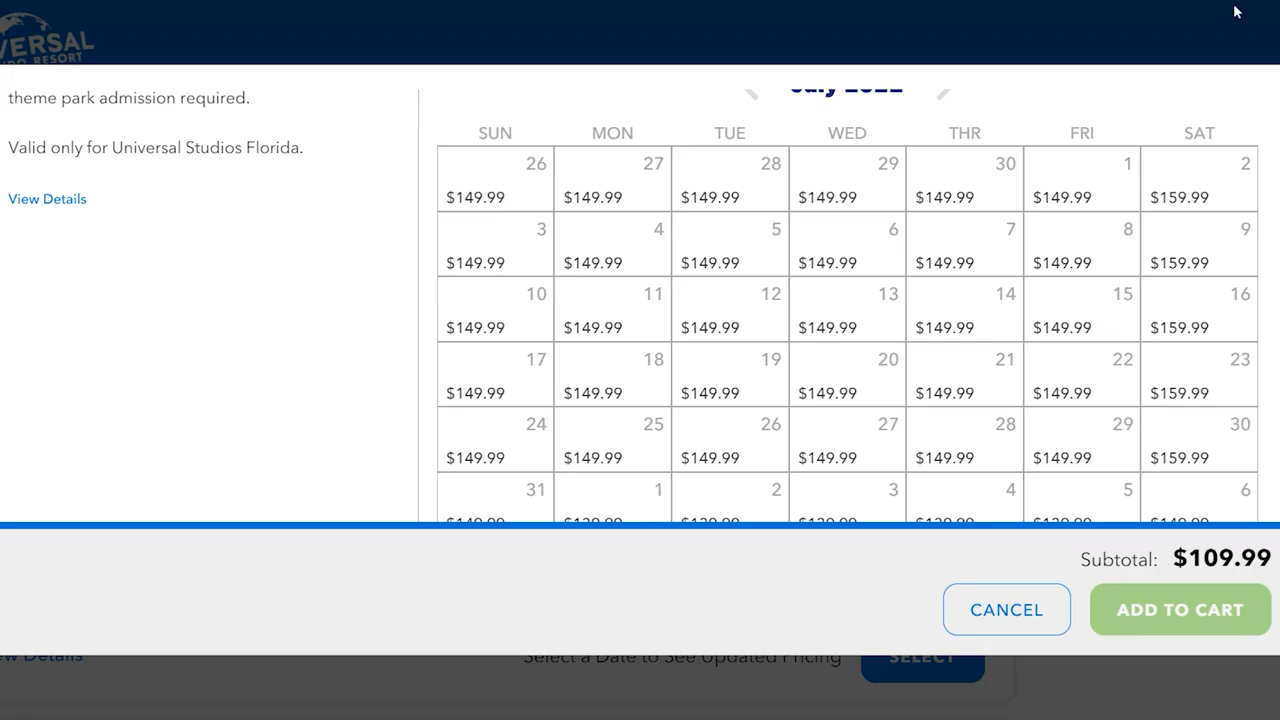 VERSAL
theme park admission required.
Valid only for Universal Studios Florida.
View Details
July 2022
SUN MON TUE WED THR FRI SAT
26 27 28 29 30 1 2
$149.99 $149.99 $149.99 $149.99 $149.99 $149.99 $159.99
3 4 5 6 7 8 9
$149.99 $149.99 $149.99 $149.99 $149.99 $149.99 $159.99
10 11 12 13 14 15 16
$149.99 $149.99 $149.99 $149.99 $149.99 $149.99 $159.99
17 18 19 20 21 22 23
$149.99 $149.99 $149.99 $149.99 $149.99 $149.99 $159.99
24 25 26 27 28 29 30
$149.99 $149.99 $149.99 $149.99 $149.99 $149.99 $159.99
31 1 2 3 4 5 6
Subtotal: $109.99
CANCEL ADD TO CART
Details
Select a Date to See Updated Pricing SELECT